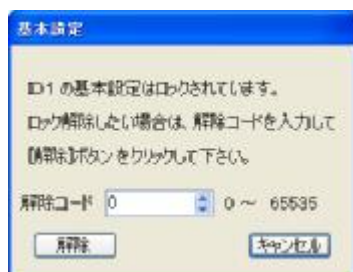 基本設定
ID1 の基本設定はロックされています。
ロック解除したい場合は、解除コードを入力して
[解除]ボタンをクリックして下さい。
解除コード 0 0 ～ 65535
解除 キャンセル